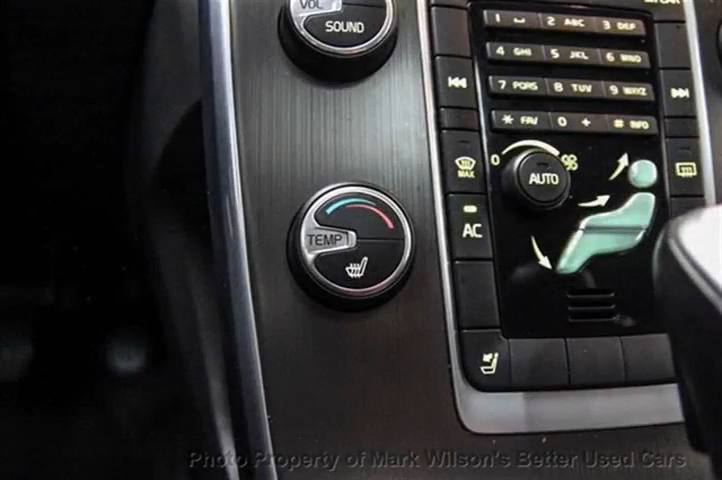 VOL
SOUND
1 2 ABC 3 DEF
4 GHI 5 JKL 6 MNO
7 PQRS 8 TUV 9 WXYZ
* FAV 0 + # INFO
MAX
0
AUTO
AC
TEMP
Photo Property of Mark Wilson's Better Used Cars